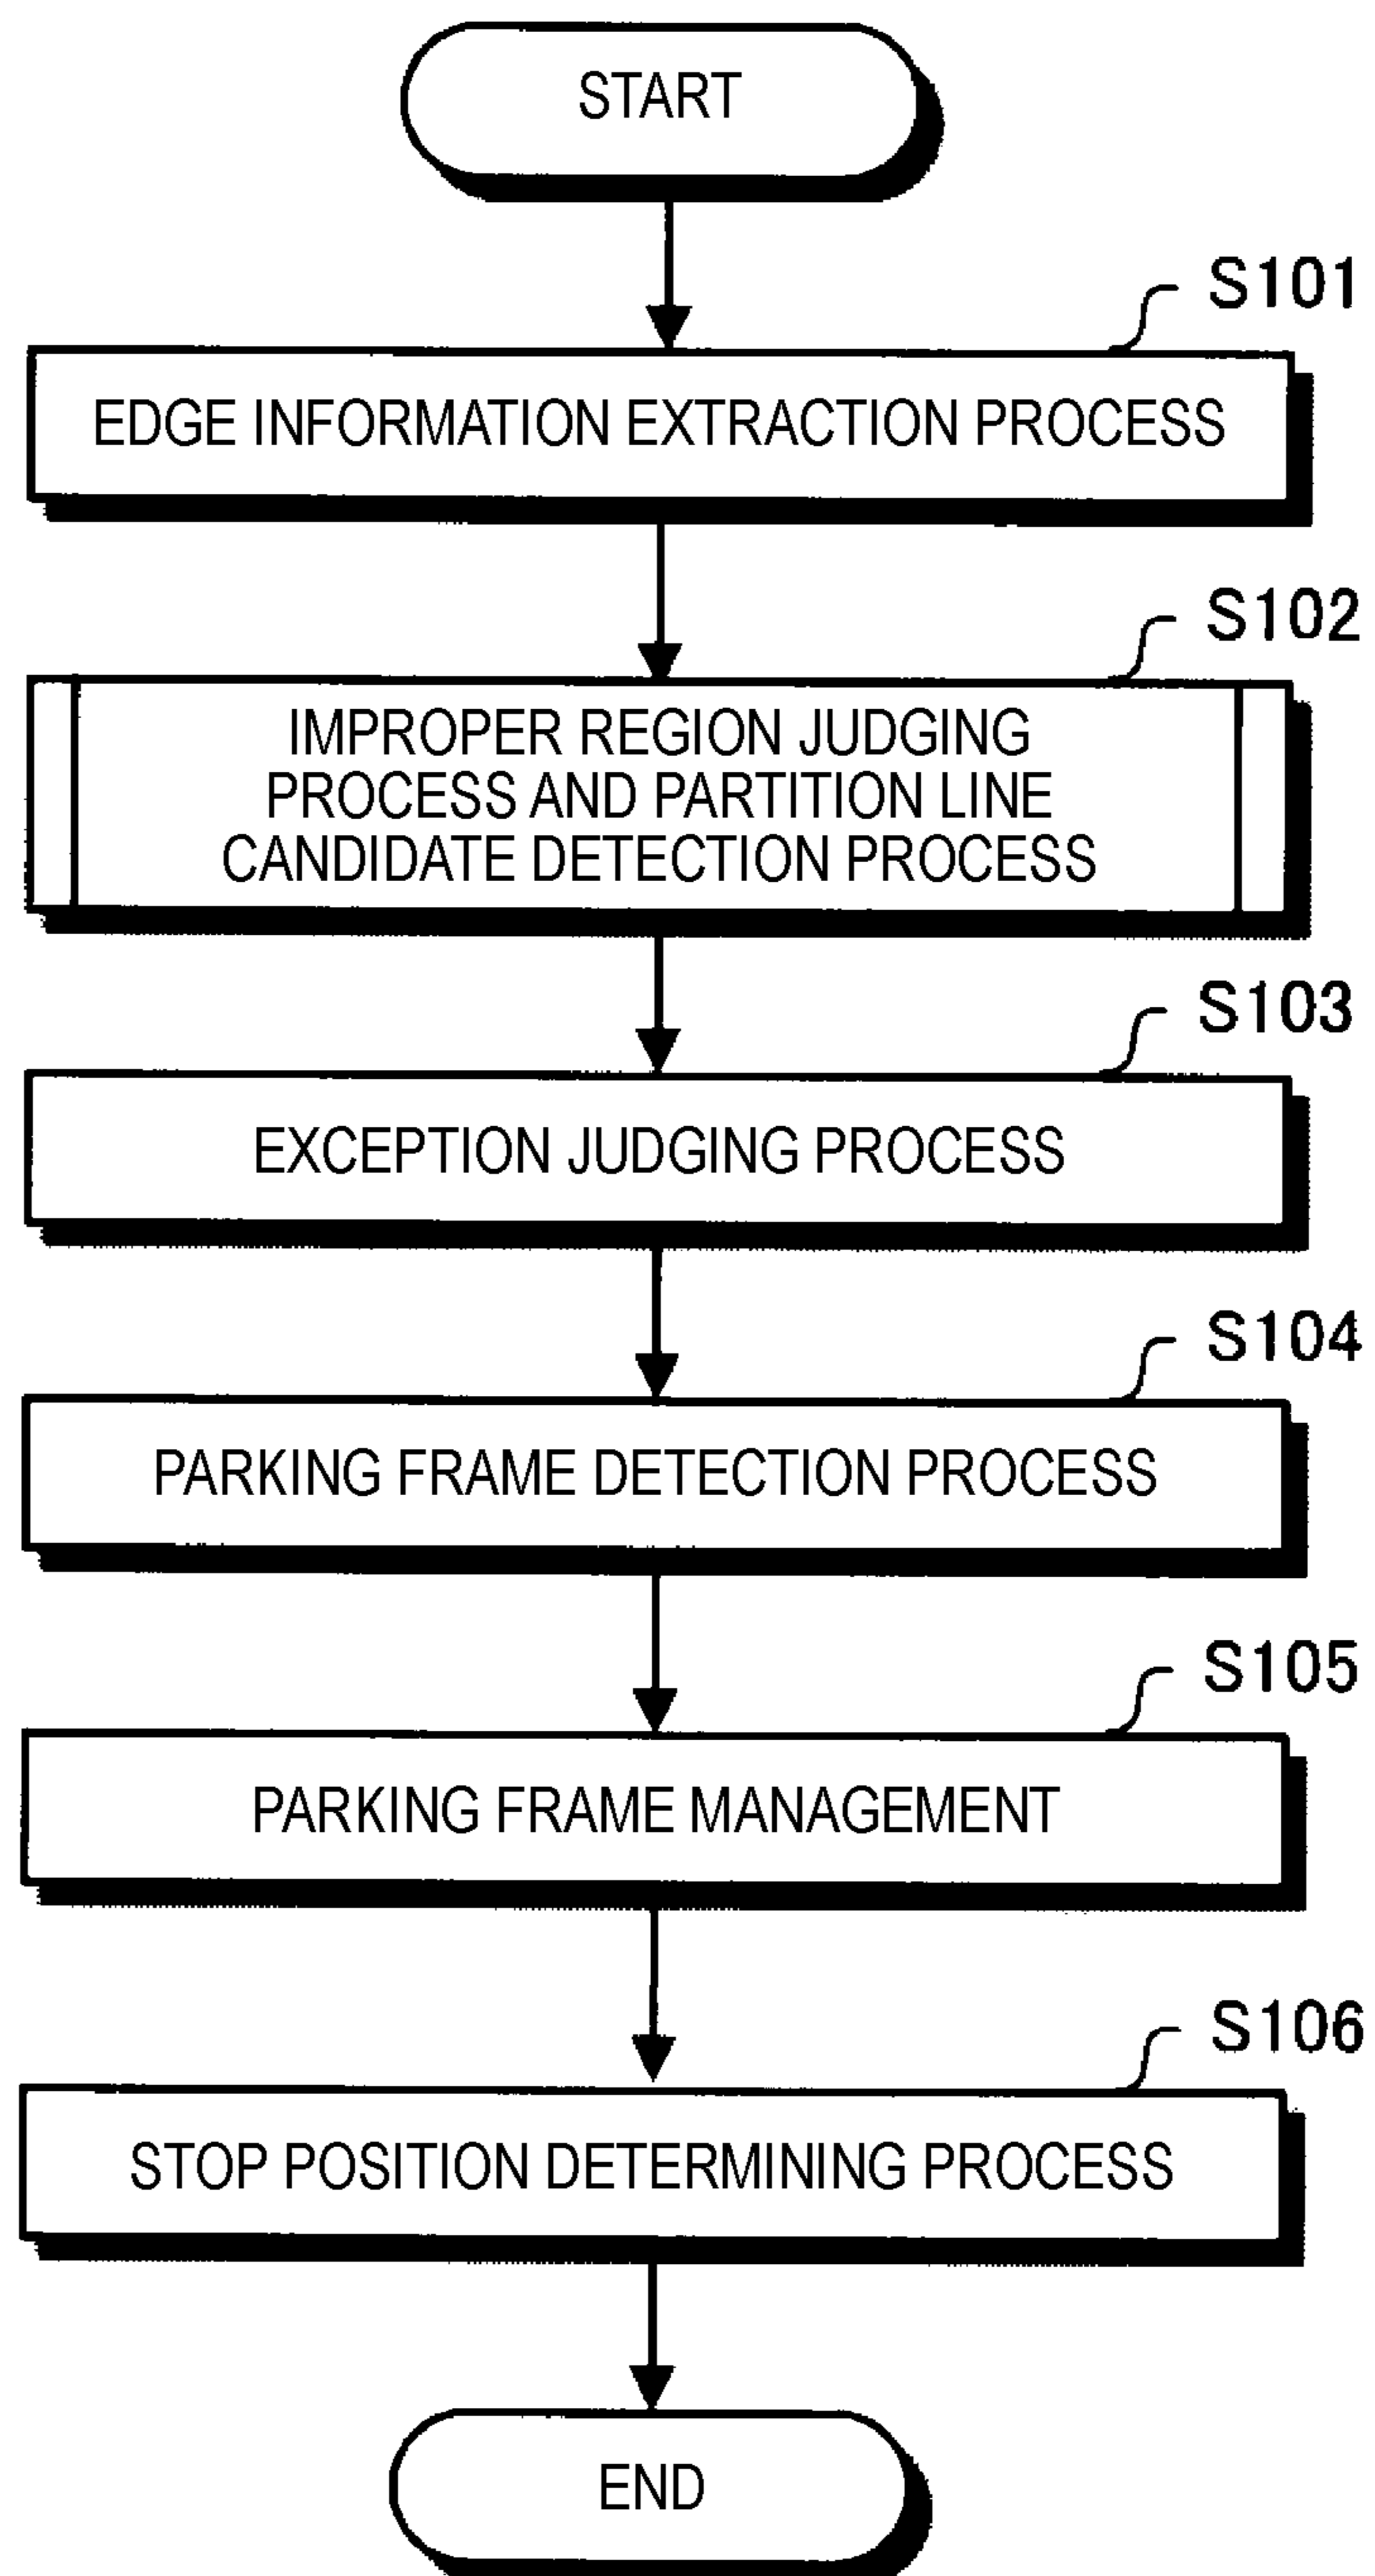 START
S101
EDGE INFORMATION EXTRACTION PROCESS
S102
IMPROPER REGION JUDGING
PROCESS AND PARTITION LINE
CANDIDATE DETECTION PROCESS
S103
EXCEPTION JUDGING PROCESS
S104
PARKING FRAME DETECTION PROCESS
S105
PARKING FRAME MANAGEMENT
S106
STOP POSITION DETERMINING PROCESS
END